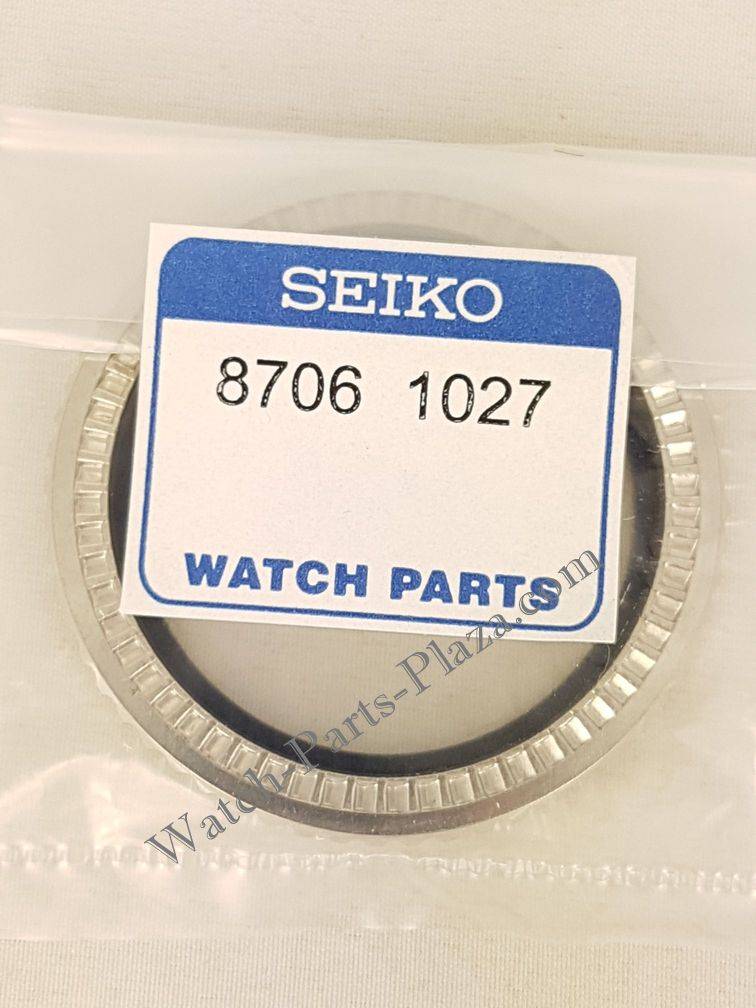 SEIKO
8706 1027
WATCH PARTS
Watch-Parts-Plaza.com